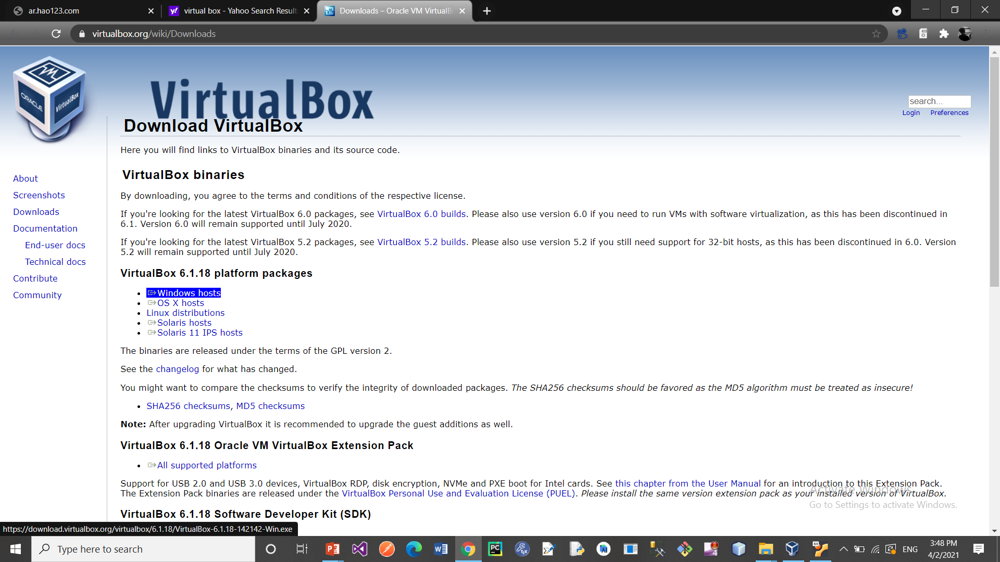 ar.hao123.com
virtual box - Yahoo Search Result
Downloads – Oracle VM VirtualB
virtualbox.org/wiki/Downloads
ORACLE
VirtualBox
VirtualBox
search...
Login Preferences
Download VirtualBox
Here you will find links to VirtualBox binaries and its source code.
VirtualBox binaries
About
Screenshots
Downloads
Documentation
End-user docs
Technical docs
Contribute
Community
By downloading, you agree to the terms and conditions of the respective license.
If you're looking for the latest VirtualBox 6.0 packages, see VirtualBox 6.0 builds. Please also use version 6.0 if you need to run VMs with software virtualization, as this has been discontinued in
6.1. Version 6.0 will remain supported until July 2020.
If you're looking for the latest VirtualBox 5.2 packages, see VirtualBox 5.2 builds. Please also use version 5.2 if you still need support for 32-bit hosts, as this has been discontinued in 6.0. Version
5.2 will remain supported until July 2020.
VirtualBox 6.1.18 platform packages
Windows hosts
OS X hosts
Linux distributions
Solaris hosts
Solaris 11 IPS hosts
The binaries are released under the terms of the GPL version 2.
See the changelog for what has changed.
You might want to compare the checksums to verify the integrity of downloaded packages. The SHA256 checksums should be favored as the MD5 algorithm must be treated as insecure!
SHA256 checksums, MD5 checksums
Note: After upgrading VirtualBox it is recommended to upgrade the guest additions as well.
VirtualBox 6.1.18 Oracle VM VirtualBox Extension Pack
All supported platforms
Support for USB 2.0 and USB 3.0 devices, VirtualBox RDP, disk encryption, NVMe and PXE boot for Intel cards. See this chapter from the User Manual for an introduction to this Extension Pack.
The Extension Pack binaries are released under the VirtualBox Personal Use and Evaluation License (PUEL). Please install the same version extension pack as your installed version of VirtualBox.
Activate Windows
Go to Settings to activate Windows.
VirtualBox 6.1.18 Software Developer Kit (SDK)
https://download.virtualbox.org/virtualbox/6.1.18/VirtualBox-6.1.18-142142-Win.exe
Type here to search
ENG
3:48 PM
4/2/2021